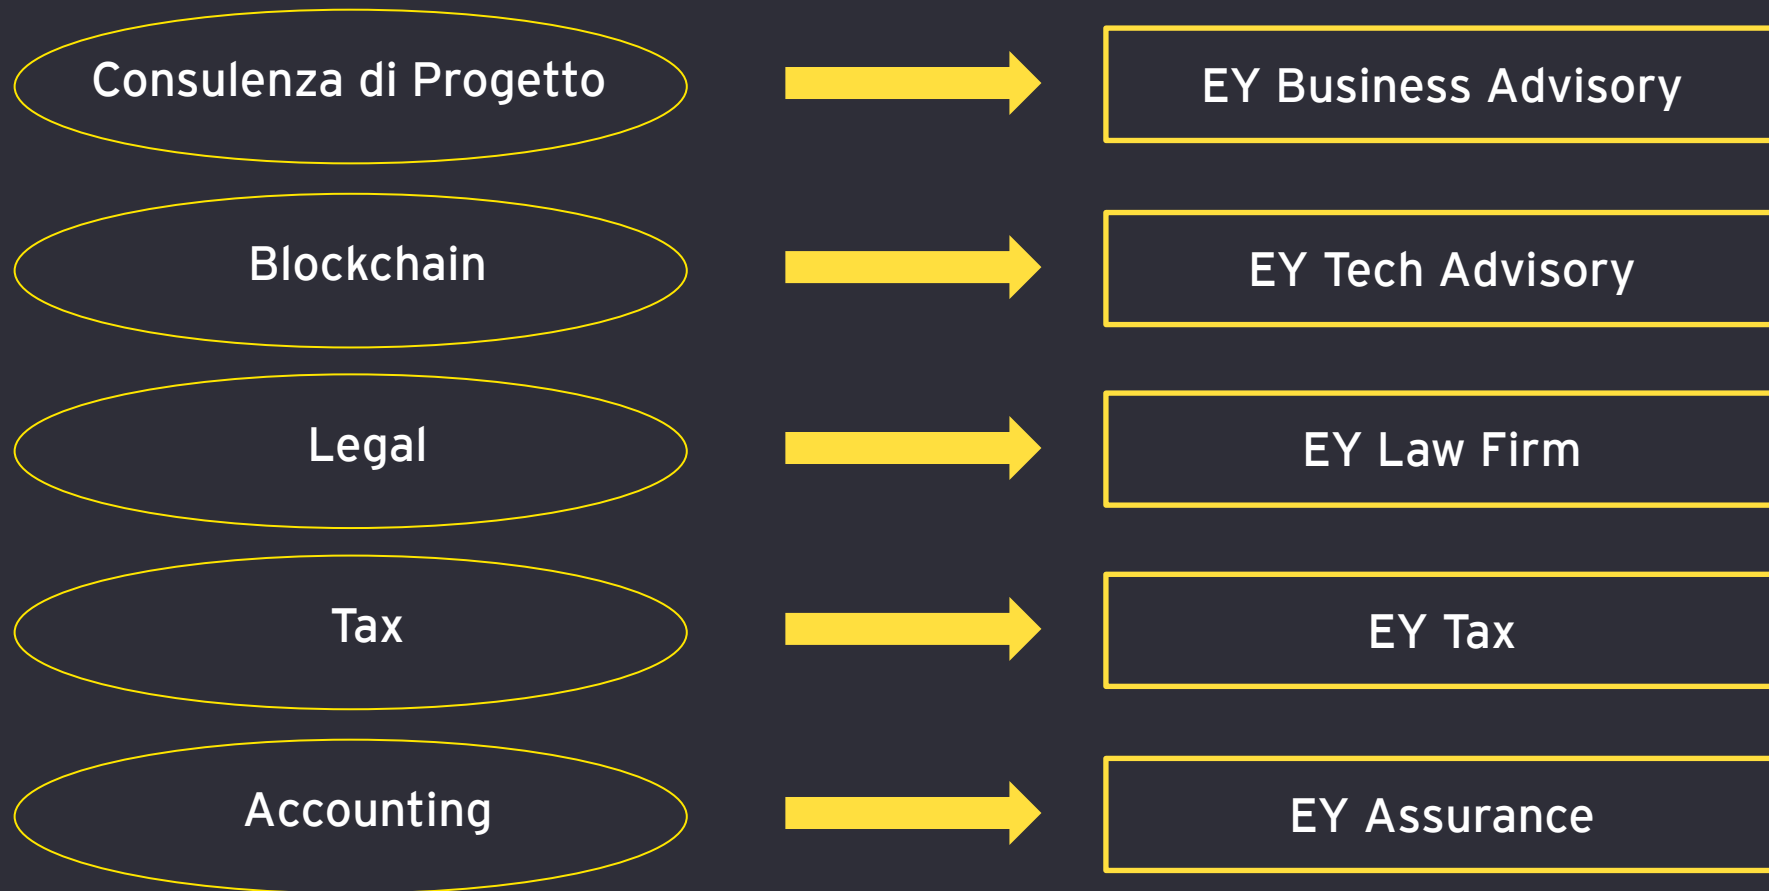 Consulenza di Progetto
EY Business Advisory
Blockchain
EY Tech Advisory
Legal
EY Law Firm
Tax
EY Tax
Accounting
EY Assurance